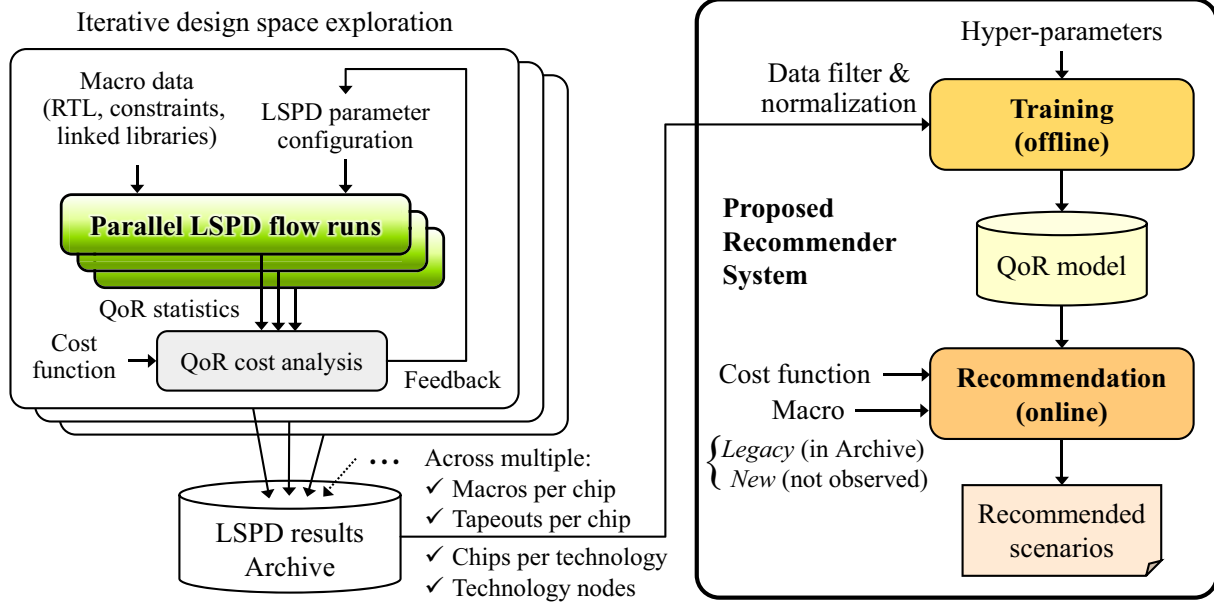 Iterative design space exploration
Macro data
(RTL, constraints,
linked libraries)
LSPD parameter
configuration
Parallel LSPD flow runs
QoR statistics
Cost
function
QoR cost analysis
Feedback
LSPD results
Archive
... Across multiple:
✓ Macros per chip
✓ Tapeouts per chip
✓ Chips per technology
✓ Technology nodes
Hyper-parameters
Data filter &
normalization
Training
(offline)
Proposed
Recommender
System
QoR model
Cost function
Macro
Legacy (in Archive)
New (not observed)
Recommendation
(online)
Recommended
scenarios